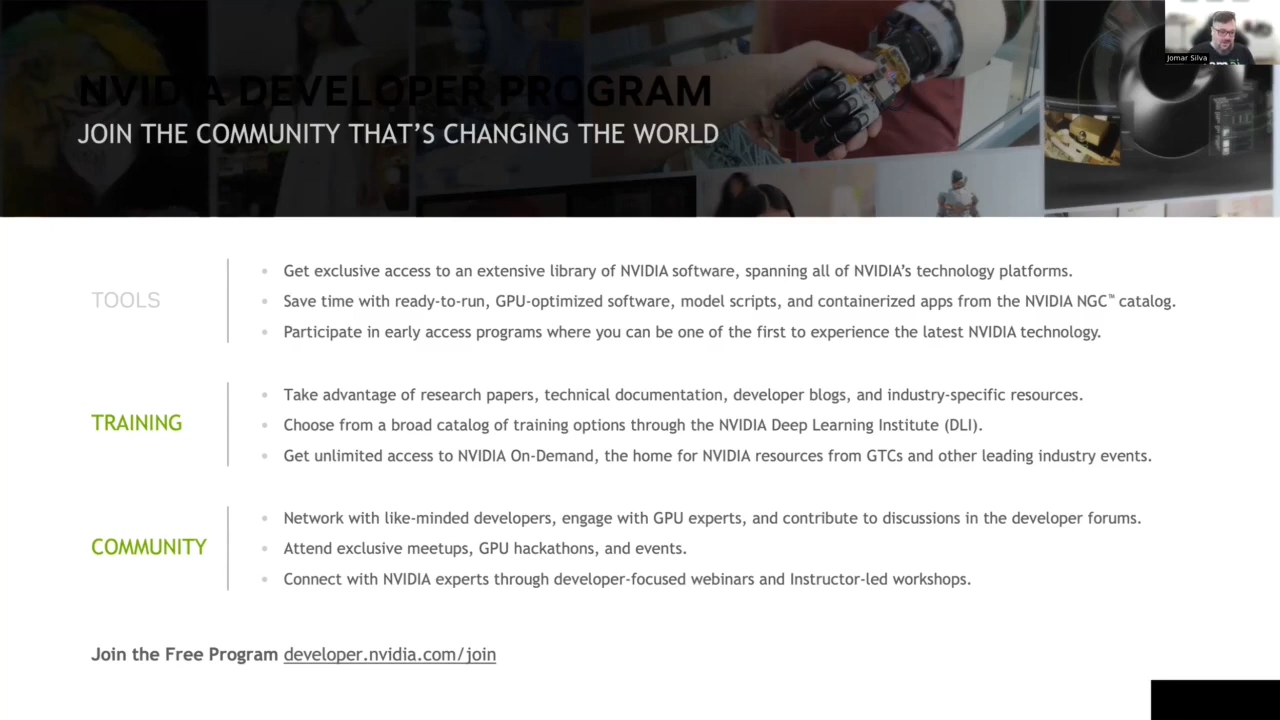 NVIDIA DEVELOPER PROGRAM
JOIN THE COMMUNITY THAT'S CHANGING THE WORLD
Jomar Silva
TOOLS
• Get exclusive access to an extensive library of NVIDIA software, spanning all of NVIDIA's technology platforms.
• Save time with ready-to-run, GPU-optimized software, model scripts, and containerized apps from the NVIDIA NGC™ catalog.
• Participate in early access programs where you can be one of the first to experience the latest NVIDIA technology.
TRAINING
• Take advantage of research papers, technical documentation, developer blogs, and industry-specific resources.
• Choose from a broad catalog of training options through the NVIDIA Deep Learning Institute (DLI).
• Get unlimited access to NVIDIA On-Demand, the home for NVIDIA resources from GTCs and other leading industry events.
COMMUNITY
• Network with like-minded developers, engage with GPU experts, and contribute to discussions in the developer forums.
• Attend exclusive meetups, GPU hackathons, and events.
• Connect with NVIDIA experts through developer-focused webinars and Instructor-led workshops.
Join the Free Program developer.nvidia.com/join